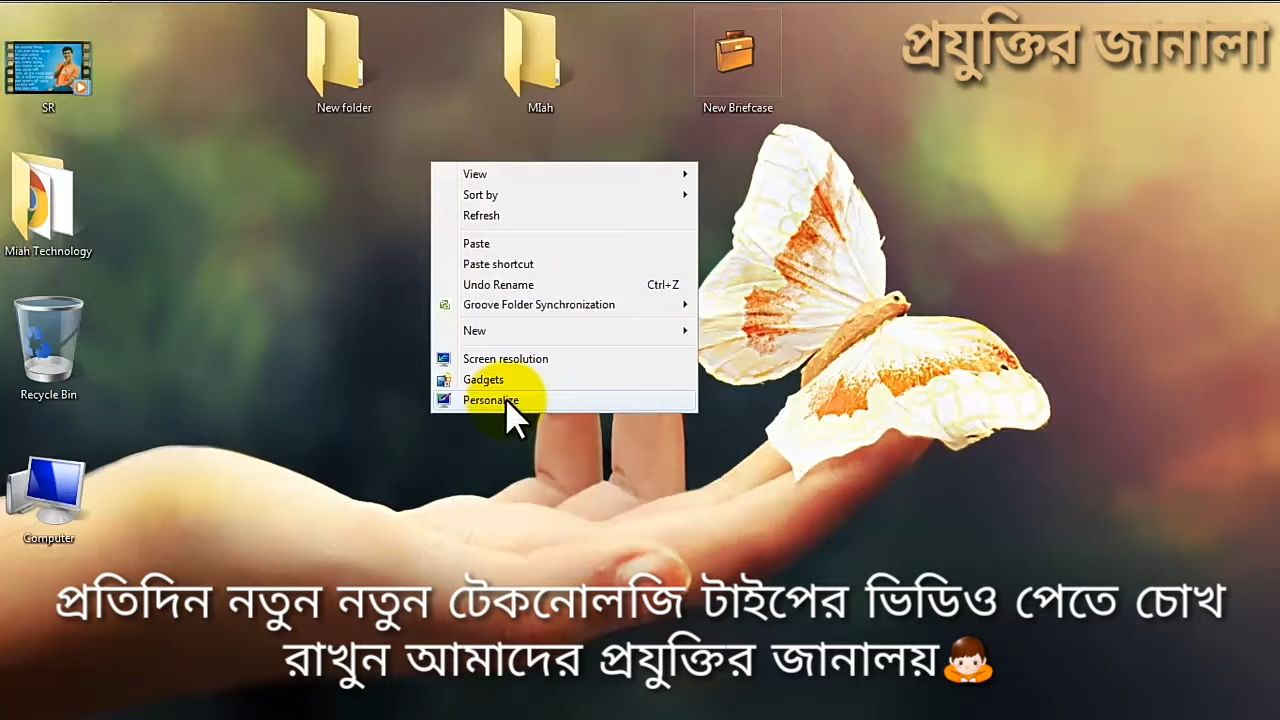 প্রযুক্তির জানালা
SR
New folder
MIah
New Briefcase
Miah Technology
Recycle Bin
Computer
View
Sort by
Refresh
Paste
Paste shortcut
Undo Rename Ctrl+Z
Groove Folder Synchronization
New
Screen resolution
Gadgets
Personalize
প্রতিদিন নতুন নতুন টেকনোলজি টাইপের ভিডিও পেতে চোখ
রাখুন আমাদের প্রযুক্তির জানালয়🙇